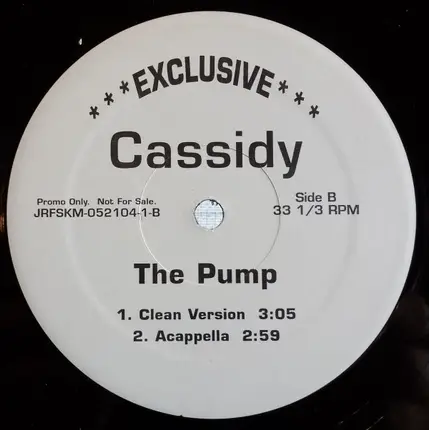 ***EXCLUSIVE***
Cassidy
Promo Only. Not For Sale.
JRFSKM-052104-1-B
Side B
33 1/3 RPM
The Pump
1. Clean Version 3:05
2. Acappella 2:59